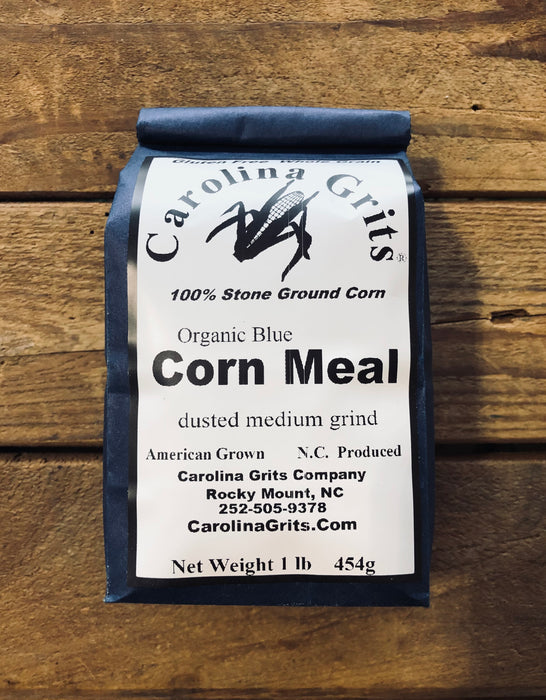 Gluten Free Whole Grain
Carolina Grits®
100% Stone Ground Corn
Organic Blue
Corn Meal
dusted medium grind
American Grown N.C. Produced
Carolina Grits Company
Rocky Mount, NC
252-505-9378
CarolinaGrits.Com
Net Weight 1 lb 454g